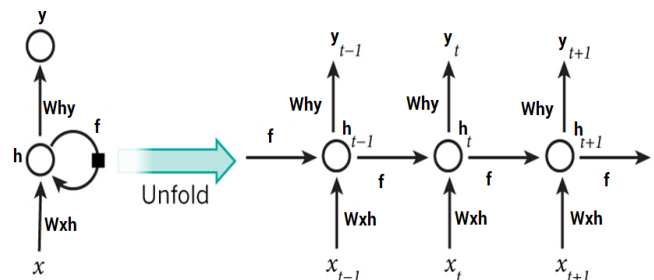 y
Why
f
h
Wxh
x
Unfold
y t-1
y t
y t+1
Why
Why
Why
f
h t-1
h t
h t+1
f
f
f
Wxh
Wxh
Wxh
x t-1
x t
x t+1